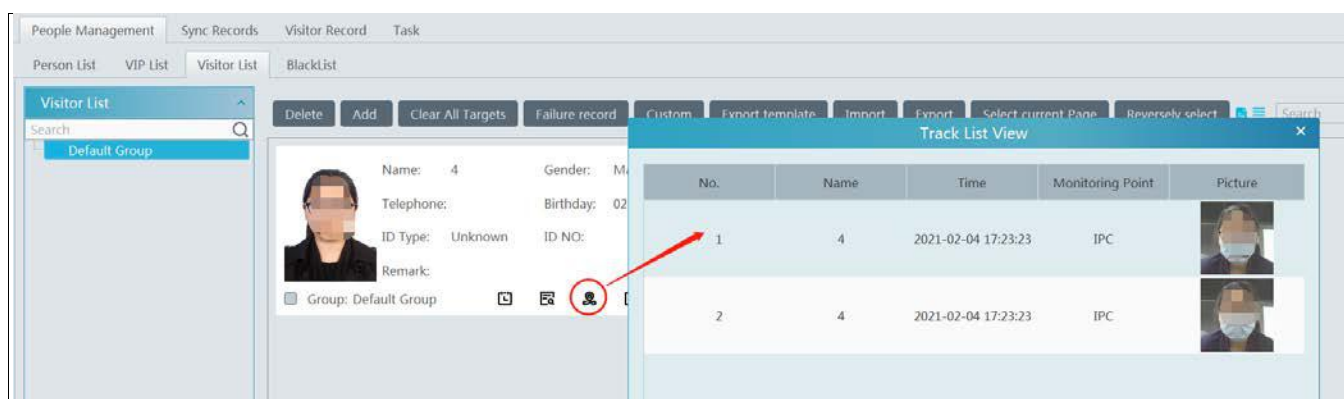 People Management Sync Records Visitor Record Task
Person List VIP List Visitor List BlackList
Visitor List
Search
Default Group
Delete Add Clear All Targets Failure record Custom Export template Import Export Select current Page Reversely select Search
Name: 4 Gender: Ma
Telephone: Birthday: 02
ID Type: Unknown ID NO:
Remark:
Group: Default Group
Track List View
No. Name Time Monitoring Point Picture
1 4 2021-02-04 17:23:23 IPC
2 4 2021-02-04 17:23:23 IPC